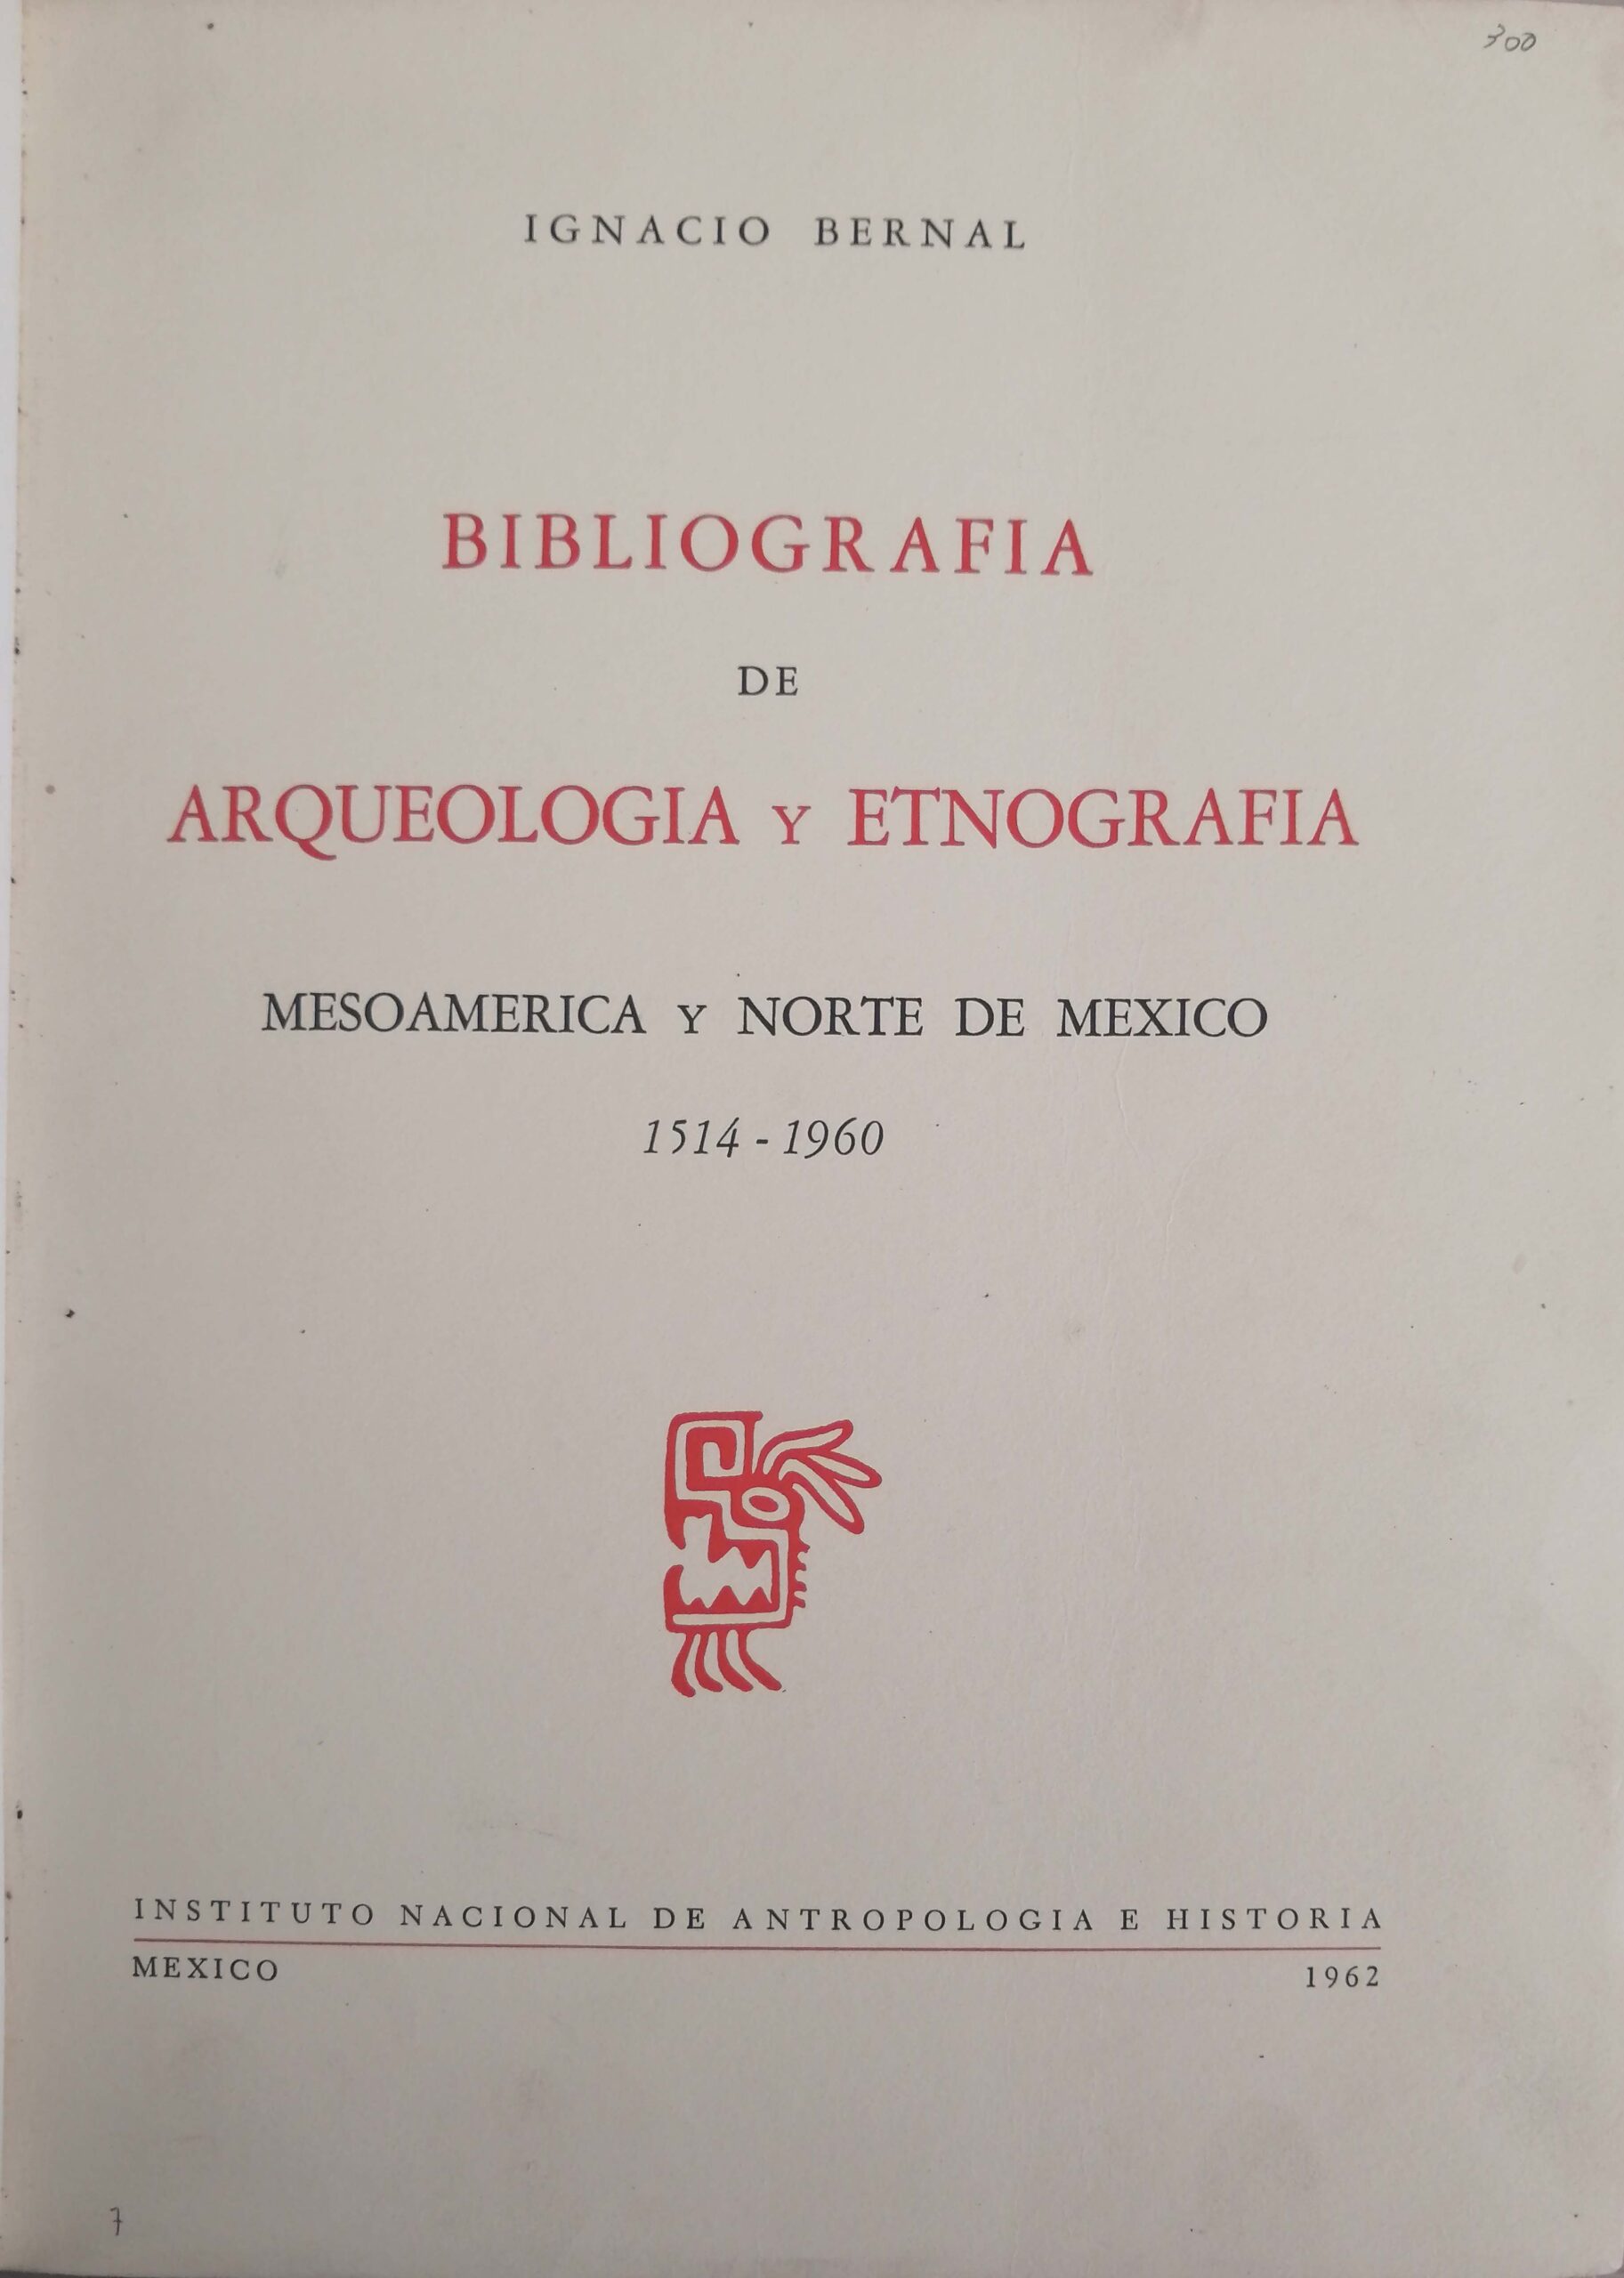 300
IGNACIO BERNAL
BIBLIOGRAFIA
DE
ARQUEOLOGIA Y ETNOGRAFIA
MESOAMERICA Y NORTE DE MEXICO
1514 - 1960
INSTITUTO NACIONAL DE ANTROPOLOGIA E HISTORIA
MEXICO 1962
7